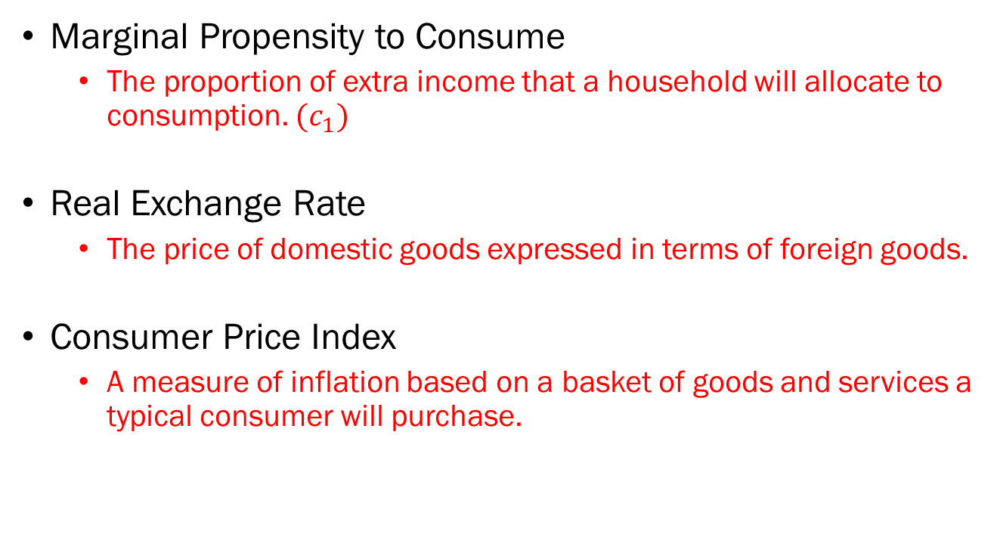 • Marginal Propensity to Consume
• The proportion of extra income that a household will allocate to
consumption. (𝑐₁)
• Real Exchange Rate
• The price of domestic goods expressed in terms of foreign goods.
• Consumer Price Index
• A measure of inflation based on a basket of goods and services a
typical consumer will purchase.